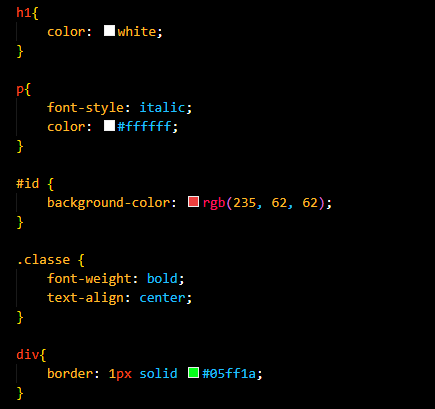 h1{
    color: white;
}

p{
    font-style: italic;
    color: #ffffff;
}

#id {
    background-color: rgb(235, 62, 62);
}

.classe {
    font-weight: bold;
    text-align: center;
}

div{
    border: 1px solid #05ff1a;
}